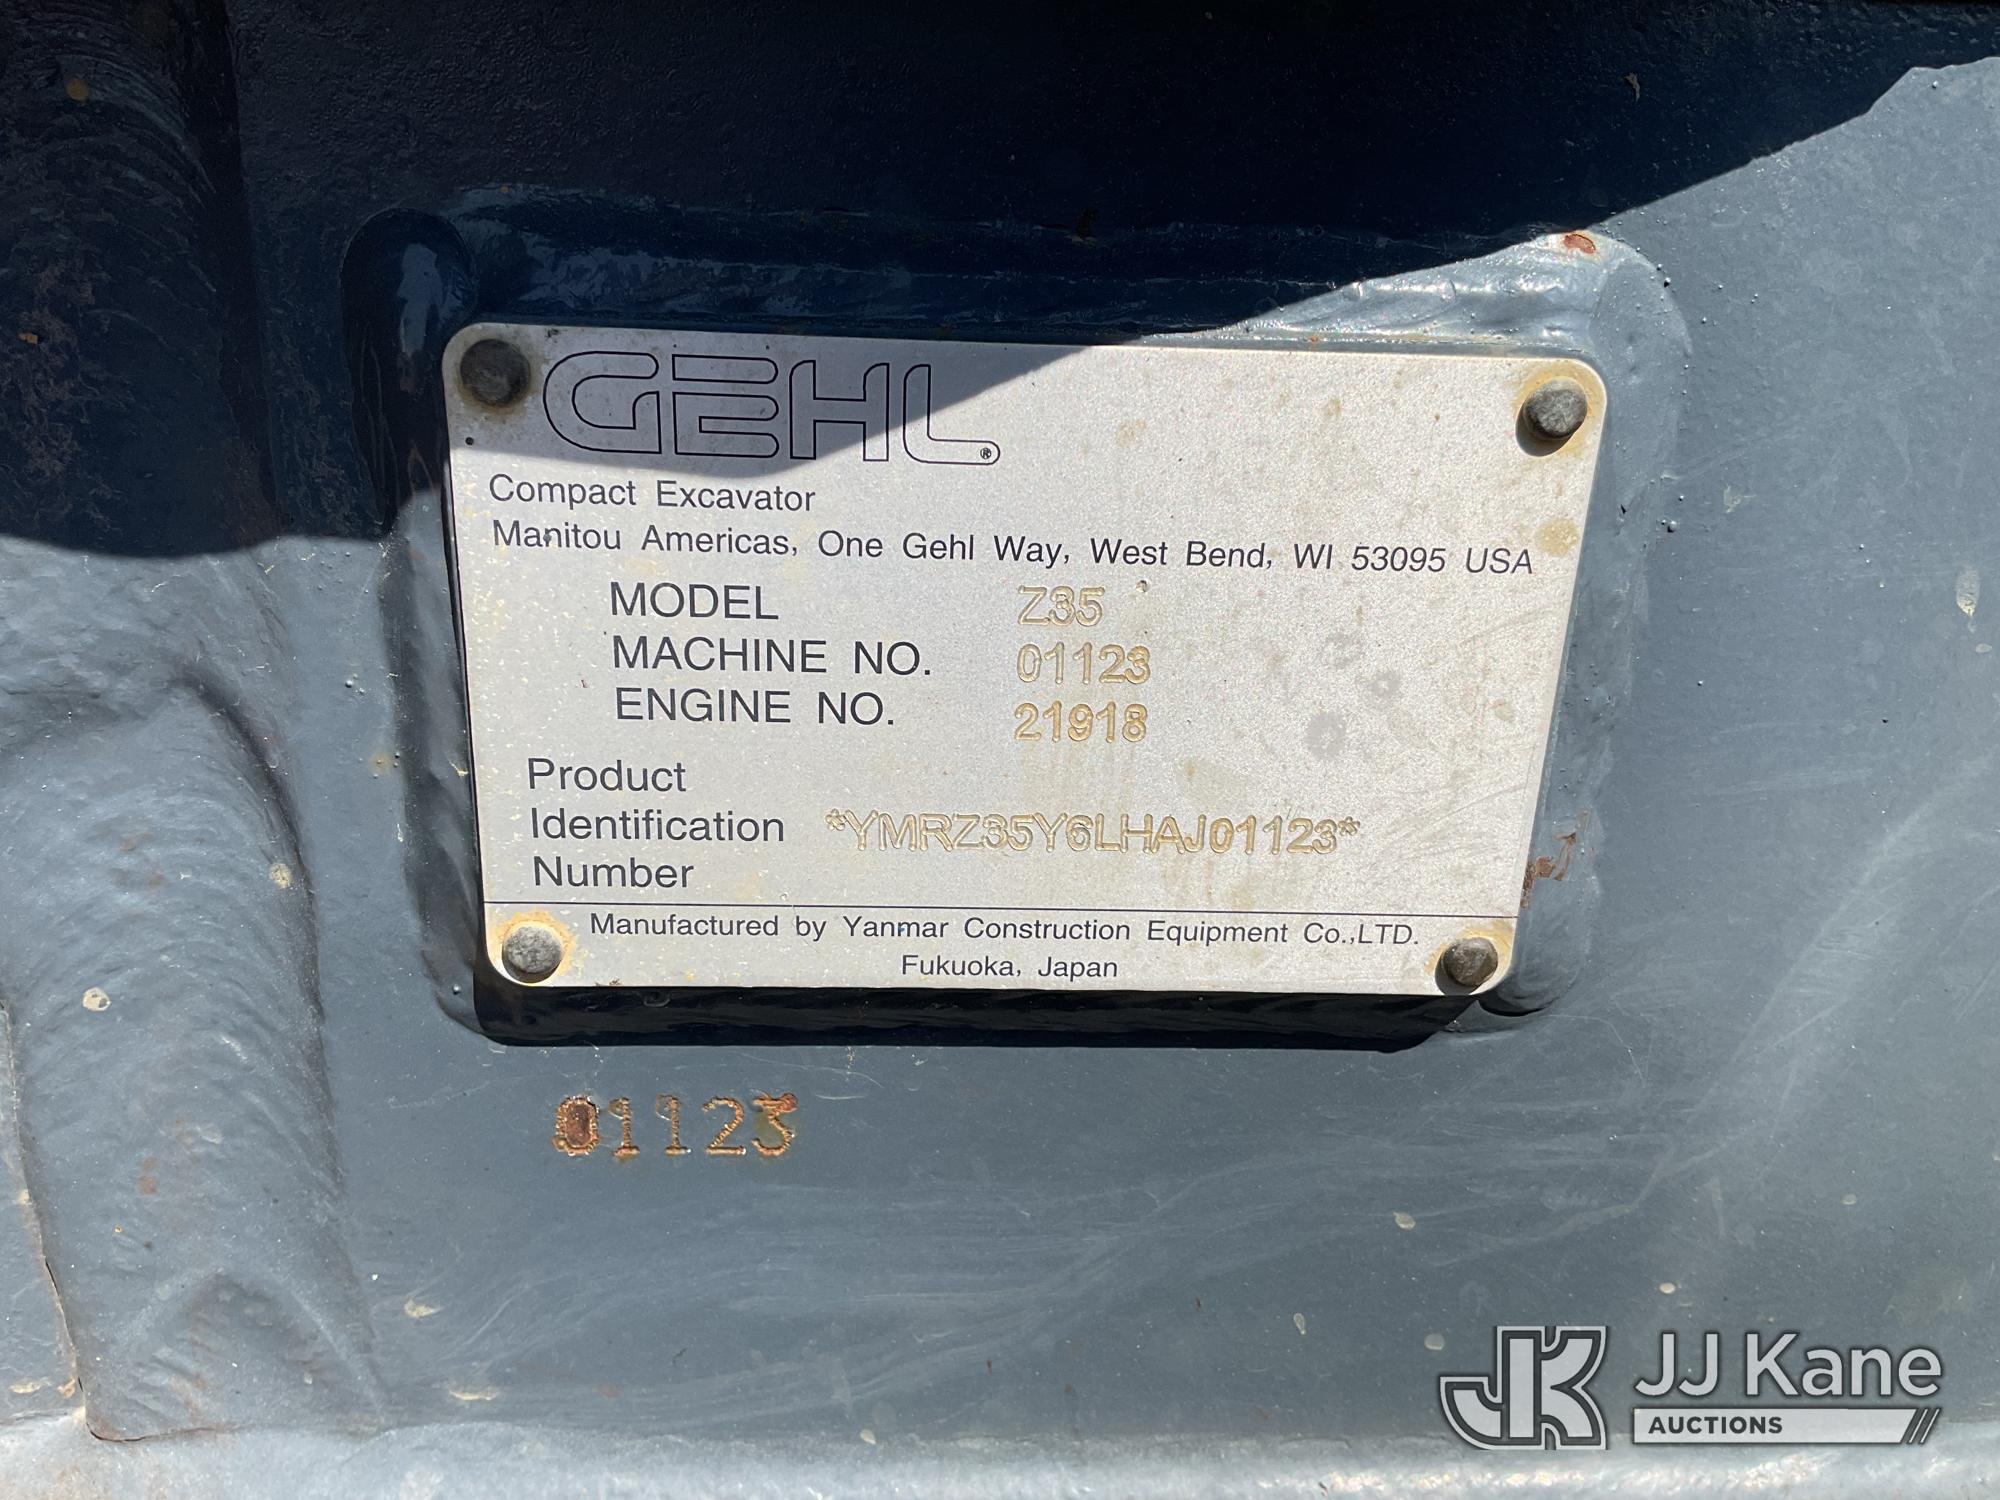 GEHL®
Compact Excavator
Manitou Americas, One Gehl Way, West Bend, WI 53095 USA
MODEL Z35
MACHINE NO. 01123
ENGINE NO. 21918
Product
Identification *YMRZ35Y6LHAJ01123*
Number
Manufactured by Yanmar Construction Equipment Co.,LTD.
Fukuoka, Japan
01123
JK JJ Kane
AUCTIONS